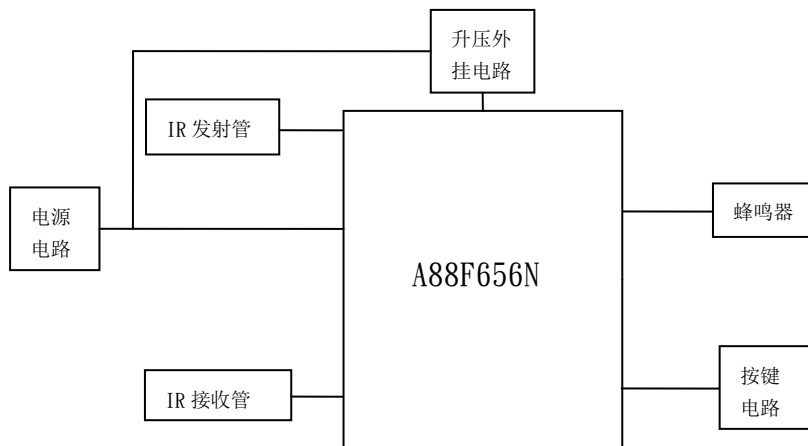 升压外
挂电路
IR 发射管
电源
电路
蜂鸣器
A88F656N
IR 接收管
按键
电路